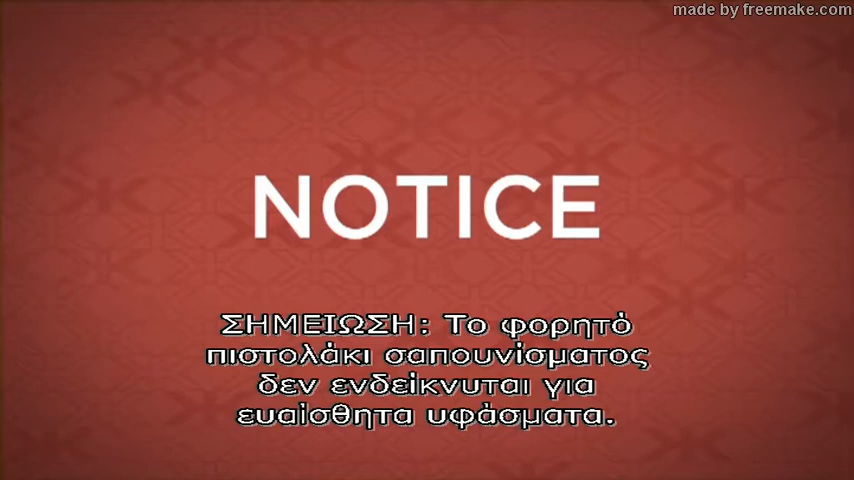 made by freemake.com
NOTICE
ΣΗΜΕΙΩΣΗ: Το φορητό
πιστολάκι σαπουνίσματος
δεν ενδείκνυται για
ευαίσθητα υφάσματα.